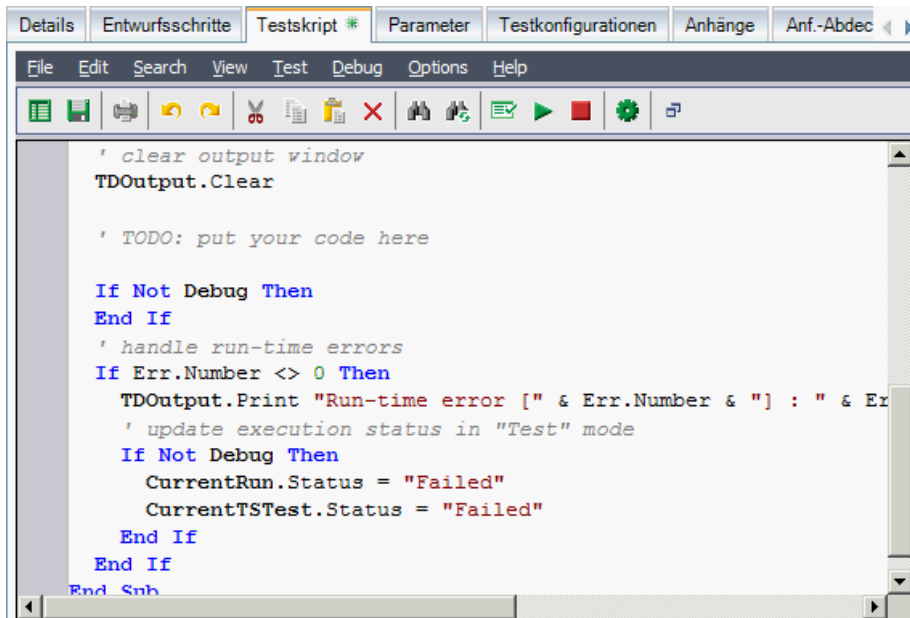 Details Entwurfsschritte Testskript * Parameter Testkonfigurationen Anhänge Anf.-Abdec
File Edit Search View Test Debug Options Help
' clear output window
TDOutput.Clear
' TODO: put your code here
If Not Debug Then
End If
' handle run-time errors
If Err.Number <> 0 Then
TDOutput.Print "Run-time error [" & Err.Number & "] : " & Er
' update execution status in "Test" mode
If Not Debug Then
CurrentRun.Status = "Failed"
CurrentTSTest.Status = "Failed"
End If
End If
End Sub